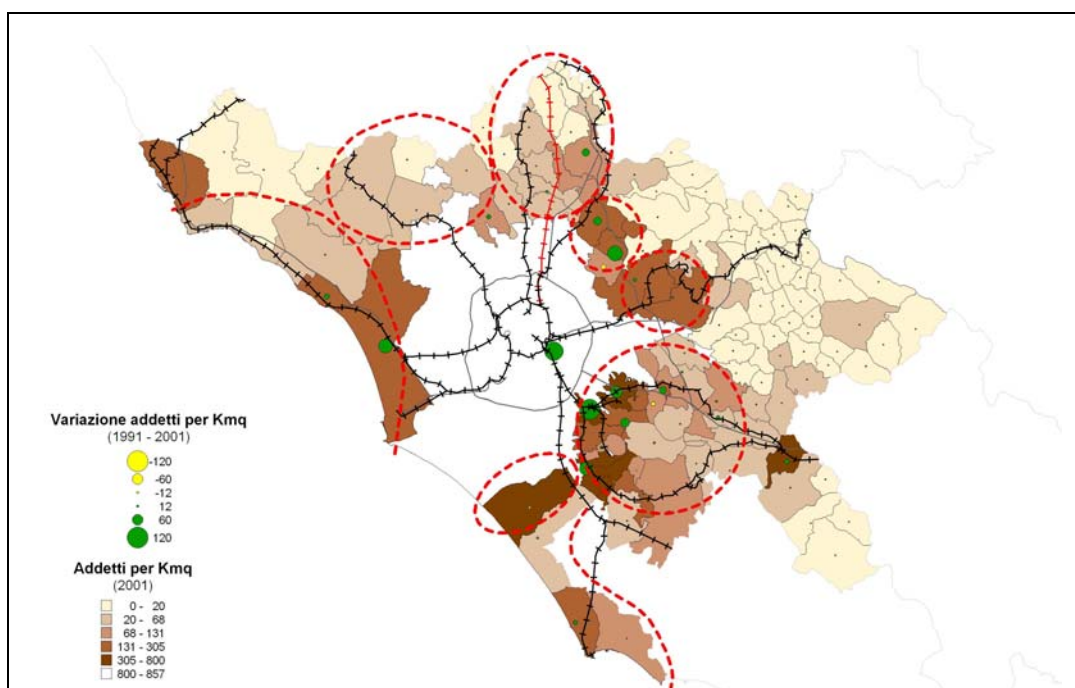 Variazione addetti per Kmq
(1991 - 2001)
-120
-60
-12
12
60
120
Addetti per Kmq
(2001)
0 - 20
20 - 68
68 - 131
131 - 305
305 - 800
800 - 857